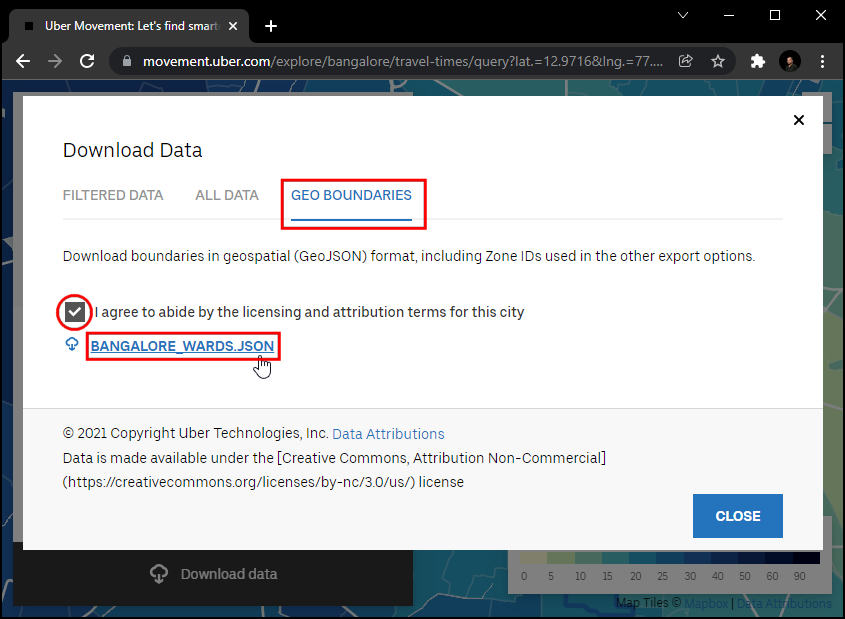 Uber Movement: Let's find smart
movement.uber.com/explore/bangalore/travel-times/query?lat.=12.9716&lng.=77....
Download Data
FILTERED DATA
ALL DATA
GEO BOUNDARIES
Download boundaries in geospatial (GeoJSON) format, including Zone IDs used in the other export options.
I agree to abide by the licensing and attribution terms for this city
BANGALORE_WARDS.JSON
© 2021 Copyright Uber Technologies, Inc. Data Attributions
Data is made available under the [Creative Commons, Attribution Non-Commercial]
(https://creativecommons.org/licenses/by-nc/3.0/us/) license
CLOSE
Download data
0 5 10 15 20 25 30 40 50 60 90
Map Tiles © Mapbox | Data Attributions